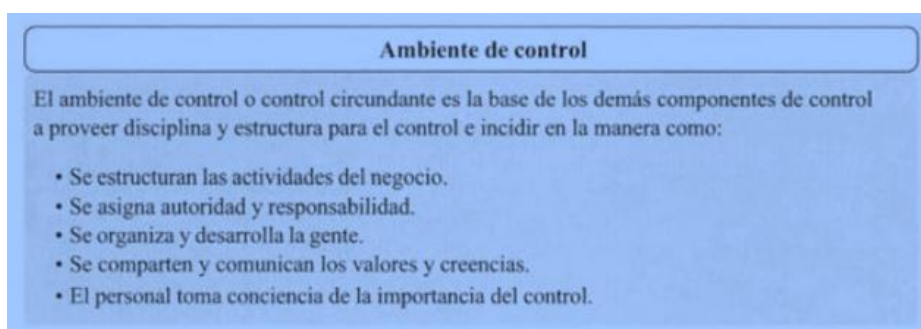 Ambiente de control
El ambiente de control o control circundante es la base de los demás componentes de control
a proveer disciplina y estructura para el control e incidir en la manera como:
• Se estructuran las actividades del negocio.
• Se asigna autoridad y responsabilidad.
• Se organiza y desarrolla la gente.
• Se comparten y comunican los valores y creencias.
• El personal toma conciencia de la importancia del control.